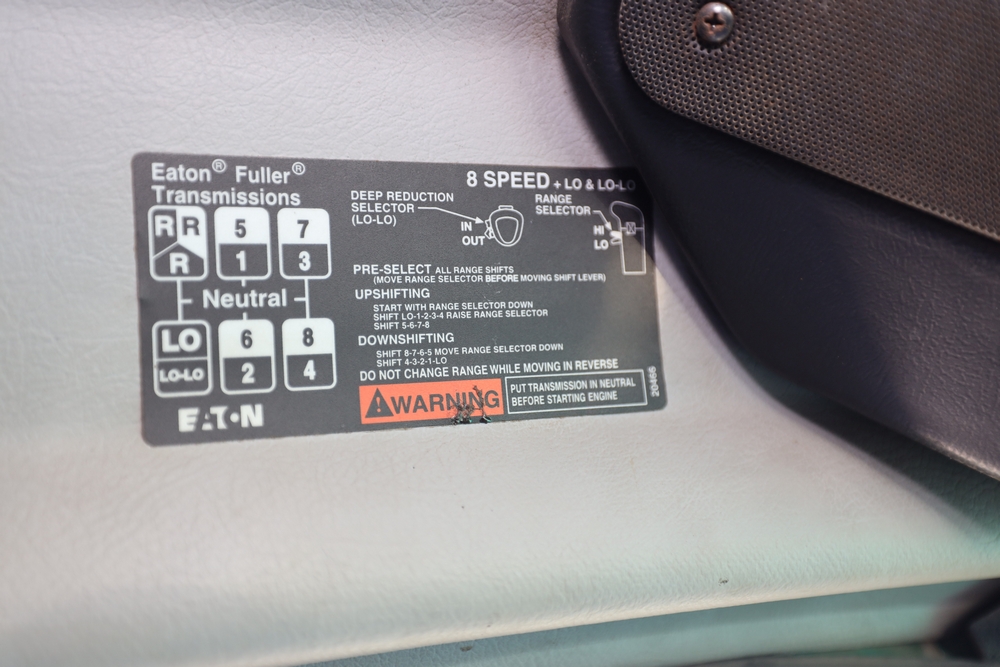 Eaton® Fuller®
Transmissions
8 SPEED + LO & LO-LO
R R
R
5
1
7
3
Neutral
LO
LO-LO
6
2
8
4
EATON
DEEP REDUCTION
SELECTOR
(LO-LO)
IN
OUT
RANGE
SELECTOR
HI
LO
PRE-SELECT ALL RANGE SHIFTS
(MOVE RANGE SELECTOR BEFORE MOVING SHIFT LEVER)
UPSHIFTING
START WITH RANGE SELECTOR DOWN
SHIFT LO-1-2-3-4 RAISE RANGE SELECTOR
SHIFT 5-6-7-8
DOWNSHIFTING
SHIFT 8-7-6-5 MOVE RANGE SELECTOR DOWN
SHIFT 4-3-2-1-LO
DO NOT CHANGE RANGE WHILE MOVING IN REVERSE
WARNING
PUT TRANSMISSION IN NEUTRAL
BEFORE STARTING ENGINE
20466